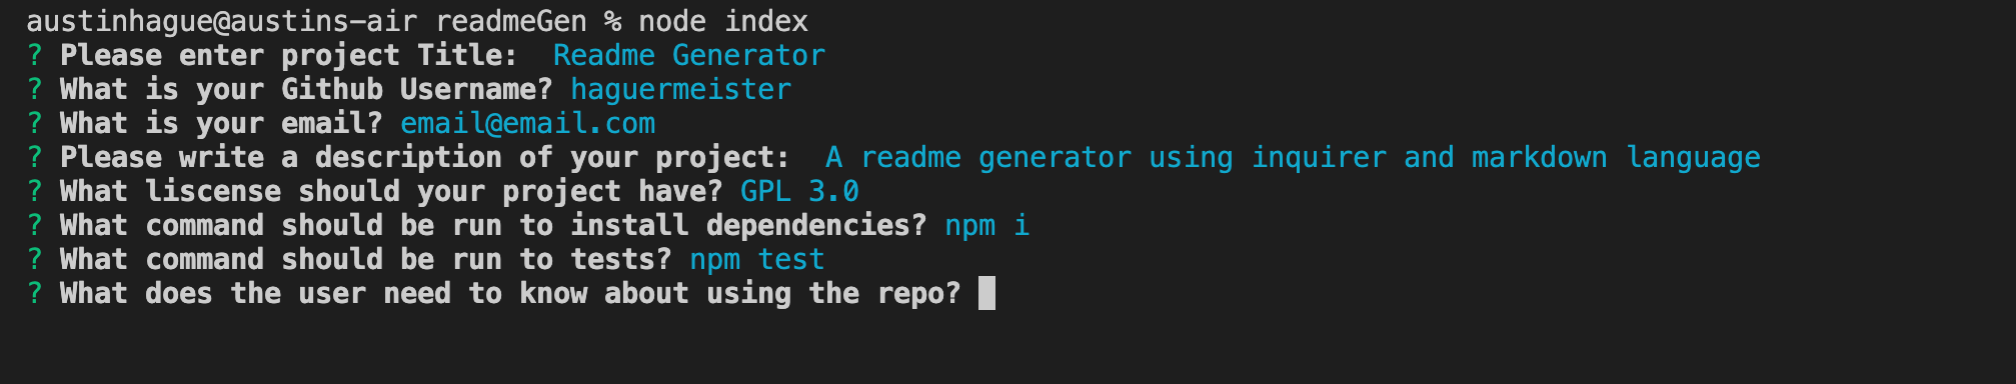 austinhague@austins-air readmeGen % node index
? Please enter project Title:  Readme Generator
? What is your Github Username? haguermeister
? What is your email? email@email.com
? Please write a description of your project:  A readme generator using inquirer and markdown language
? What liscense should your project have? GPL 3.0
? What command should be run to install dependencies? npm i
? What command should be run to tests? npm test
? What does the user need to know about using the repo?